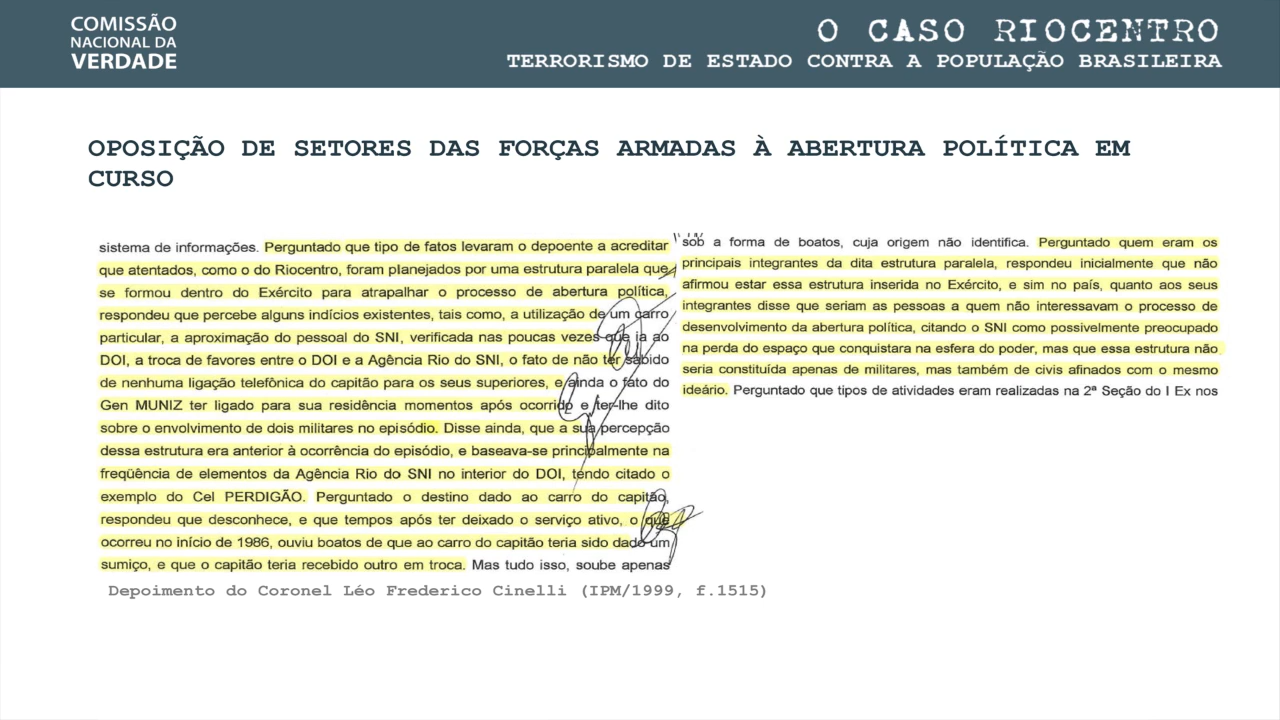 COMISSÃO
NACIONAL DA
VERDADE
O CASO RIOCENTRO
TERRORISMO DE ESTADO CONTRA A POPULAÇÃO BRASILEIRA
OPOSIÇÃO DE SETORES DAS FORÇAS ARMADAS À ABERTURA POLÍTICA EM
CURSO
sistema de informações. Perguntado que tipo de fatos levaram o depoente a acreditar
que atentados, como o do Riocentro, foram planejados por uma estrutura paralela que
se formou dentro do Exército para atrapalhar o processo de abertura política,
respondeu que percebe alguns indícios existentes, tais como, a utilização de um carro
particular, a aproximação do pessoal do SNI, verificada nas poucas vezes que ia ao
DOI, a troca de favores entre o DOI e a Agência Rio do SNI, o fato de não ter sabido
de nenhuma ligação telefônica do capitão para os seus superiores, e ainda o fato do
Gen MUNIZ ter ligado para sua residência momentos após ocorrido e ter-lhe dito
sobre o envolvimento de dois militares no episódio. Disse ainda, que a sua percepção
dessa estrutura era anterior à ocorrência do episódio, e baseava-se principalmente na
freqüência de elementos da Agência Rio do SNI no interior do DOI, tendo citado o
exemplo do Cel PERDIGÃO. Perguntado o destino dado ao carro do capitão,
respondeu que desconhece, e que tempos após ter deixado o serviço ativo, o que
ocorreu no início de 1986, ouviu boatos de que ao carro do capitão teria sido dado um
sumiço, e que o capitão teria recebido outro em troca. Mas tudo isso, soube apenas
sob a forma de boatos, cuja origem não identifica. Perguntado quem eram os
principais integrantes da dita estrutura paralela, respondeu inicialmente que não
afirmou estar essa estrutura inserida no Exército, e sim no país, quanto aos seus
integrantes disse que seriam as pessoas a quem não interessavam o processo de
desenvolvimento da abertura política, citando o SNI como possivelmente preocupado
na perda do espaço que conquistara na esfera do poder, mas que essa estrutura não
seria constituída apenas de militares, mas também de civis afinados com o mesmo
ideário. Perguntado que tipos de atividades eram realizadas na 2ª Seção do I Ex nos
Depoimento do Coronel Léo Frederico Cinelli (IPM/1999, f.1515)